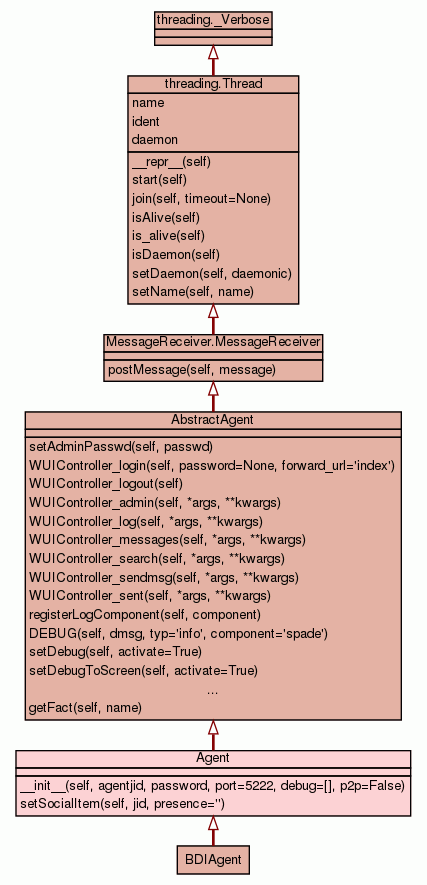 threading._Verbose
threading.Thread
name
ident
daemon
__repr__(self)
start(self)
join(self, timeout=None)
isAlive(self)
is_alive(self)
isDaemon(self)
setDaemon(self, daemonic)
setName(self, name)
MessageReceiver.MessageReceiver
postMessage(self, message)
AbstractAgent
setAdminPasswd(self, passwd)
WUIController_login(self, password=None, forward_url='index')
WUIController_logout(self)
WUIController_admin(self, *args, **kwargs)
WUIController_log(self, *args, **kwargs)
WUIController_messages(self, *args, **kwargs)
WUIController_search(self, *args, **kwargs)
WUIController_sendmsg(self, *args, **kwargs)
WUIController_sent(self, *args, **kwargs)
registerLogComponent(self, component)
DEBUG(self, dmsg, typ='info', component='spade')
setDebug(self, activate=True)
setDebugToScreen(self, activate=True)
...
getFact(self, name)
Agent
__init__(self, agentjid, password, port=5222, debug=[], p2p=False)
setSocialItem(self, jid, presence='')
BDIAgent